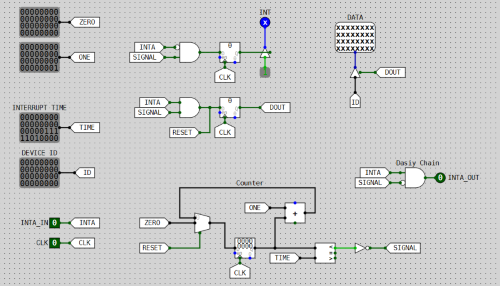 INT
DATA
00000000
00000000
00000000
00000000
ZERO
X
XXXXXXXX
XXXXXXXX
XXXXXXXX
XXXXXXXX
00000000
00000000
00000000
00000001
ONE
INTA
SIGNAL
0
CLK
DOUT
ID
INTERRUPT TIME
00000000
00000000
00000111
11010000
TIME
INTA
SIGNAL
0
DOUT
RESET
CLK
DEVICE ID
00000000
00000000
00000000
00000000
ID
Dasiy Chain
INTA
SIGNAL
0
INTA_OUT
Counter
ONE
+
INTA_IN
0
INTA
ZERO
CLK
0
CLK
RESET
SIGNAL
TIME
CLK